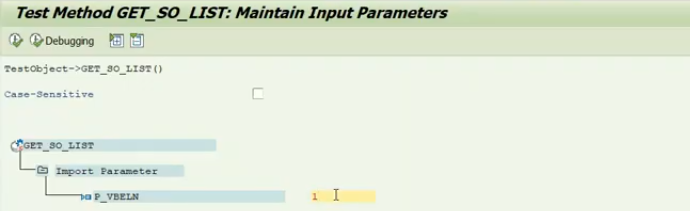 Test Method GET_SO_LIST: Maintain Input Parameters
Debugging
TestObject->GET_SO_LIST()
Case-Sensitive
GET_SO_LIST
Import Parameter
P_VBELN 1